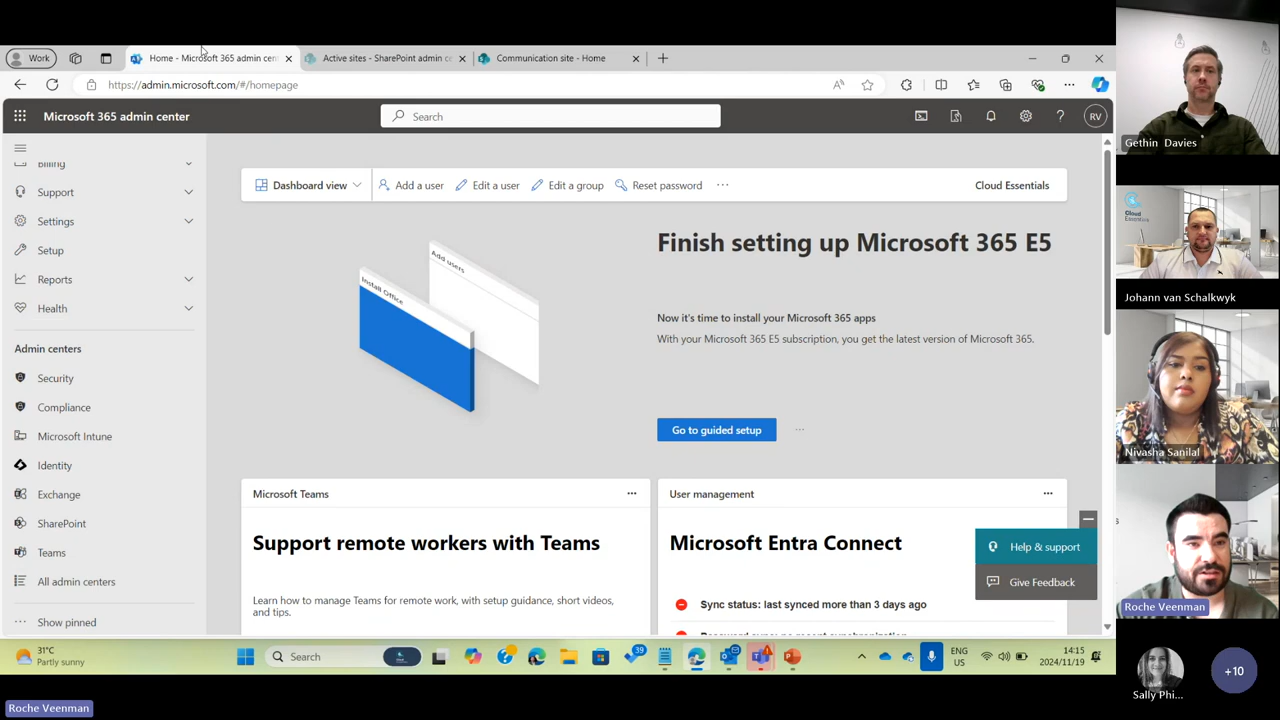 Work
Home - Microsoft 365 admin cen
Active sites - SharePoint admin c
Communication site - Home
https://admin.microsoft.com/#/homepage
Microsoft 365 admin center
Search
RV
Billing
Support
Settings
Setup
Reports
Health
Admin centers
Security
Compliance
Microsoft Intune
Identity
Exchange
SharePoint
Teams
All admin centers
Show pinned
Dashboard view
Add a user
Edit a user
Edit a group
Reset password
Cloud Essentials
Add users
Install Office
Finish setting up Microsoft 365 E5
Now it's time to install your Microsoft 365 apps
With your Microsoft 365 E5 subscription, you get the latest version of Microsoft 365.
Go to guided setup
Microsoft Teams
Support remote workers with Teams
Learn how to manage Teams for remote work, with setup guidance, short videos,
and tips.
User management
Microsoft Entra Connect
Sync status: last synced more than 3 days ago
Password sync: no recent synchronization
Help & support
Give Feedback
31°C
Partly sunny
Search
39
ENG
US
14:15
2024/11/19
Roche Veenman
Gethin Davies
Cloud
Essentials
Johann van Schalkwyk
Nivasha Sanilal
Roche Veenman
Sally Phi...
+10